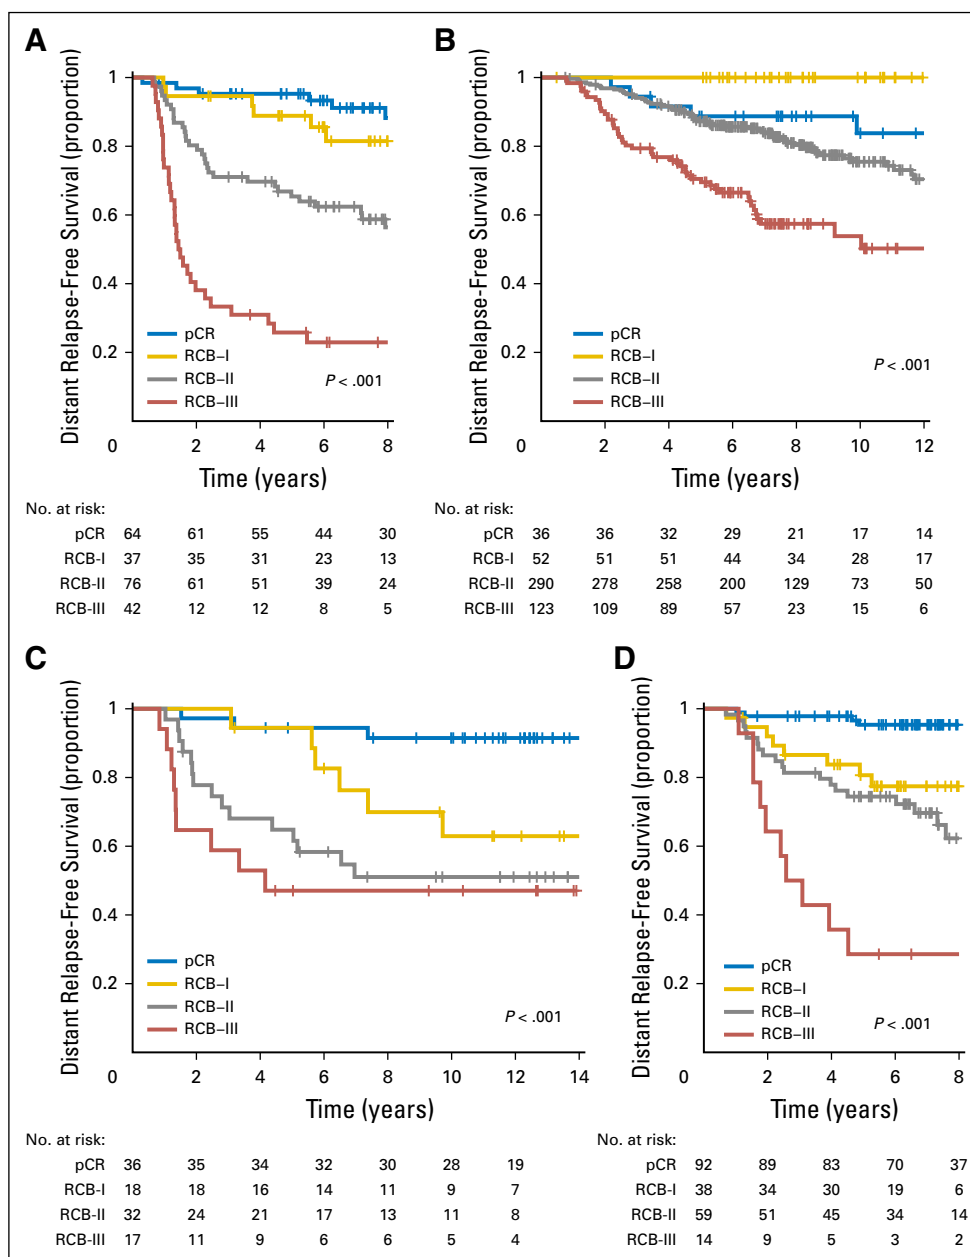 A
Distant Relapse-Free Survival (proportion)
1
0.8
0.6
0.4
0.2
pCR
RCB–I
RCB–II
RCB–III
P < .001
0 2 4 6 8
Time (years)
No. at risk:
pCR 64 61 55 44 30
RCB-I 37 35 31 23 13
RCB-II 76 61 51 39 24
RCB-III 42 12 12 8 5
B
Distant Relapse-Free Survival (proportion)
1
0.8
0.6
0.4
0.2
pCR
RCB–I
RCB–II
RCB–III
P < .001
0 2 4 6 8 10 12
Time (years)
No. at risk:
pCR 36 36 32 29 21 17 14
RCB-I 52 51 51 44 34 28 17
RCB-II 290 278 258 200 129 73 50
RCB-III 123 109 89 57 23 15 6
C
Distant Relapse-Free Survival (proportion)
1
0.8
0.6
0.4
0.2
pCR
RCB–I
RCB–II
RCB–III
P < .001
0 2 4 6 8 10 12 14
Time (years)
No. at risk:
pCR 36 35 34 32 30 28 19
RCB-I 18 18 16 14 11 9 7
RCB-II 32 24 21 17 13 11 8
RCB-III 17 11 9 6 6 5 4
D
Distant Relapse-Free Survival (proportion)
1
0.8
0.6
0.4
0.2
pCR
RCB–I
RCB–II
RCB–III
P < .001
0 2 4 6 8
Time (years)
No. at risk:
pCR 92 89 83 70 37
RCB-I 38 34 30 19 6
RCB-II 59 51 45 34 14
RCB-III 14 9 5 3 2